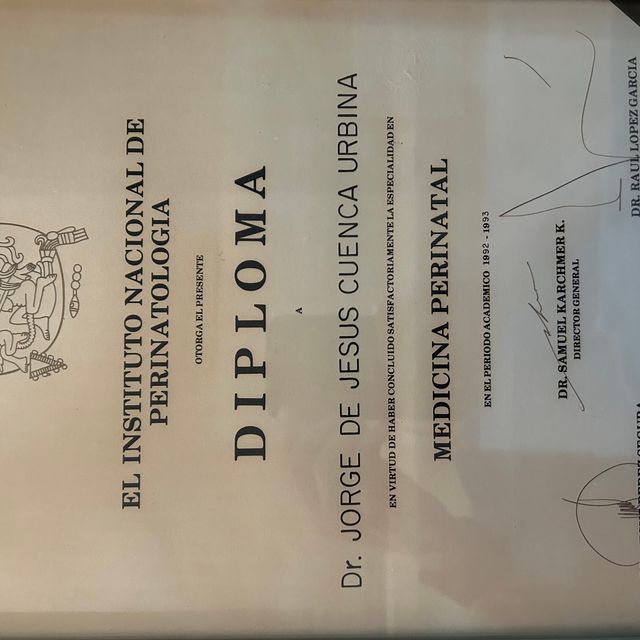 EL INSTITUTO NACIONAL DE
PERINATOLOGIA
OTORGA EL PRESENTE
DIPLOMA
A
Dr. JORGE DE JESUS CUENCA URBINA
EN VIRTUD DE HABER CONCLUIDO SATISFACTORIAMENTE LA ESPECIALIDAD EN
MEDICINA PERINATAL
EN EL PERIODO ACADEMICO 1992 - 1993
DR. SAMUEL KARCHMER K.
DIRECTOR GENERAL
DR. RAUL LOPEZ GARCIA